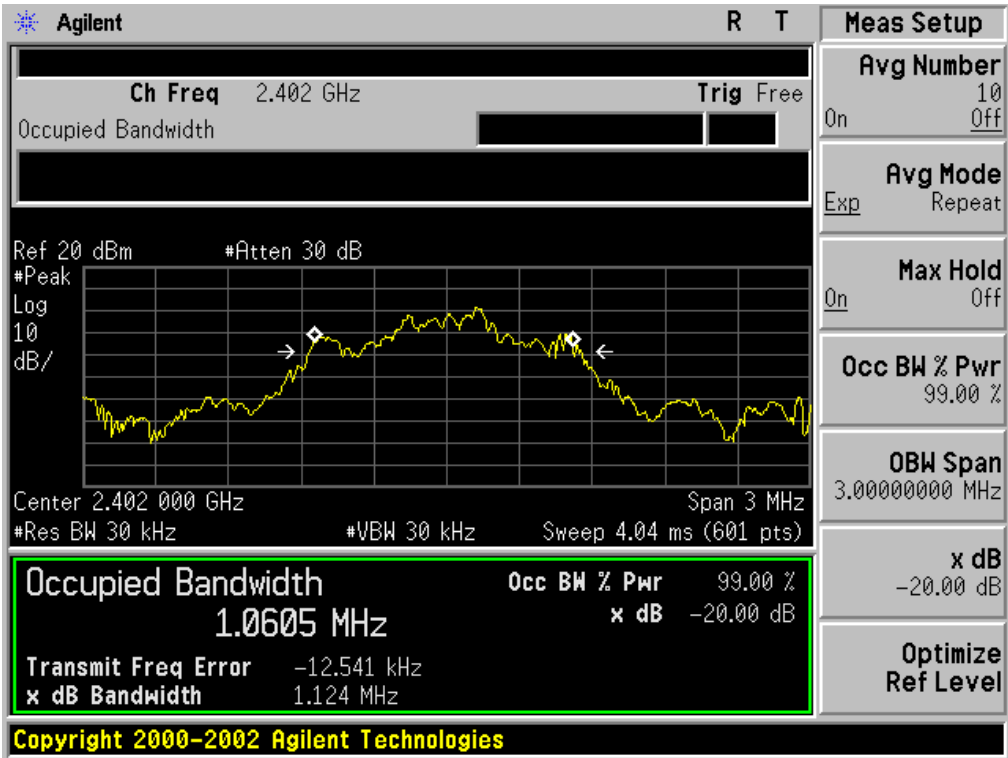 Agilent R T
Ch Freq 2.402 GHz Trig Free
Occupied Bandwidth
Ref 20 dBm #Atten 30 dB
#Peak
Log
10
dB/
Center 2.402 000 GHz Span 3 MHz
#Res BW 30 kHz #VBW 30 kHz Sweep 4.04 ms (601 pts)
Occupied Bandwidth Occ BW % Pwr 99.00 %
1.0605 MHz x dB -20.00 dB
Transmit Freq Error -12.541 kHz
x dB Bandwidth 1.124 MHz
Copyright 2000-2002 Agilent Technologies
Meas Setup
Avg Number
10
On Off
Avg Mode
Exp Repeat
Max Hold
On Off
Occ BW % Pwr
99.00 %
OBW Span
3.00000000 MHz
x dB
-20.00 dB
Optimize
Ref Level